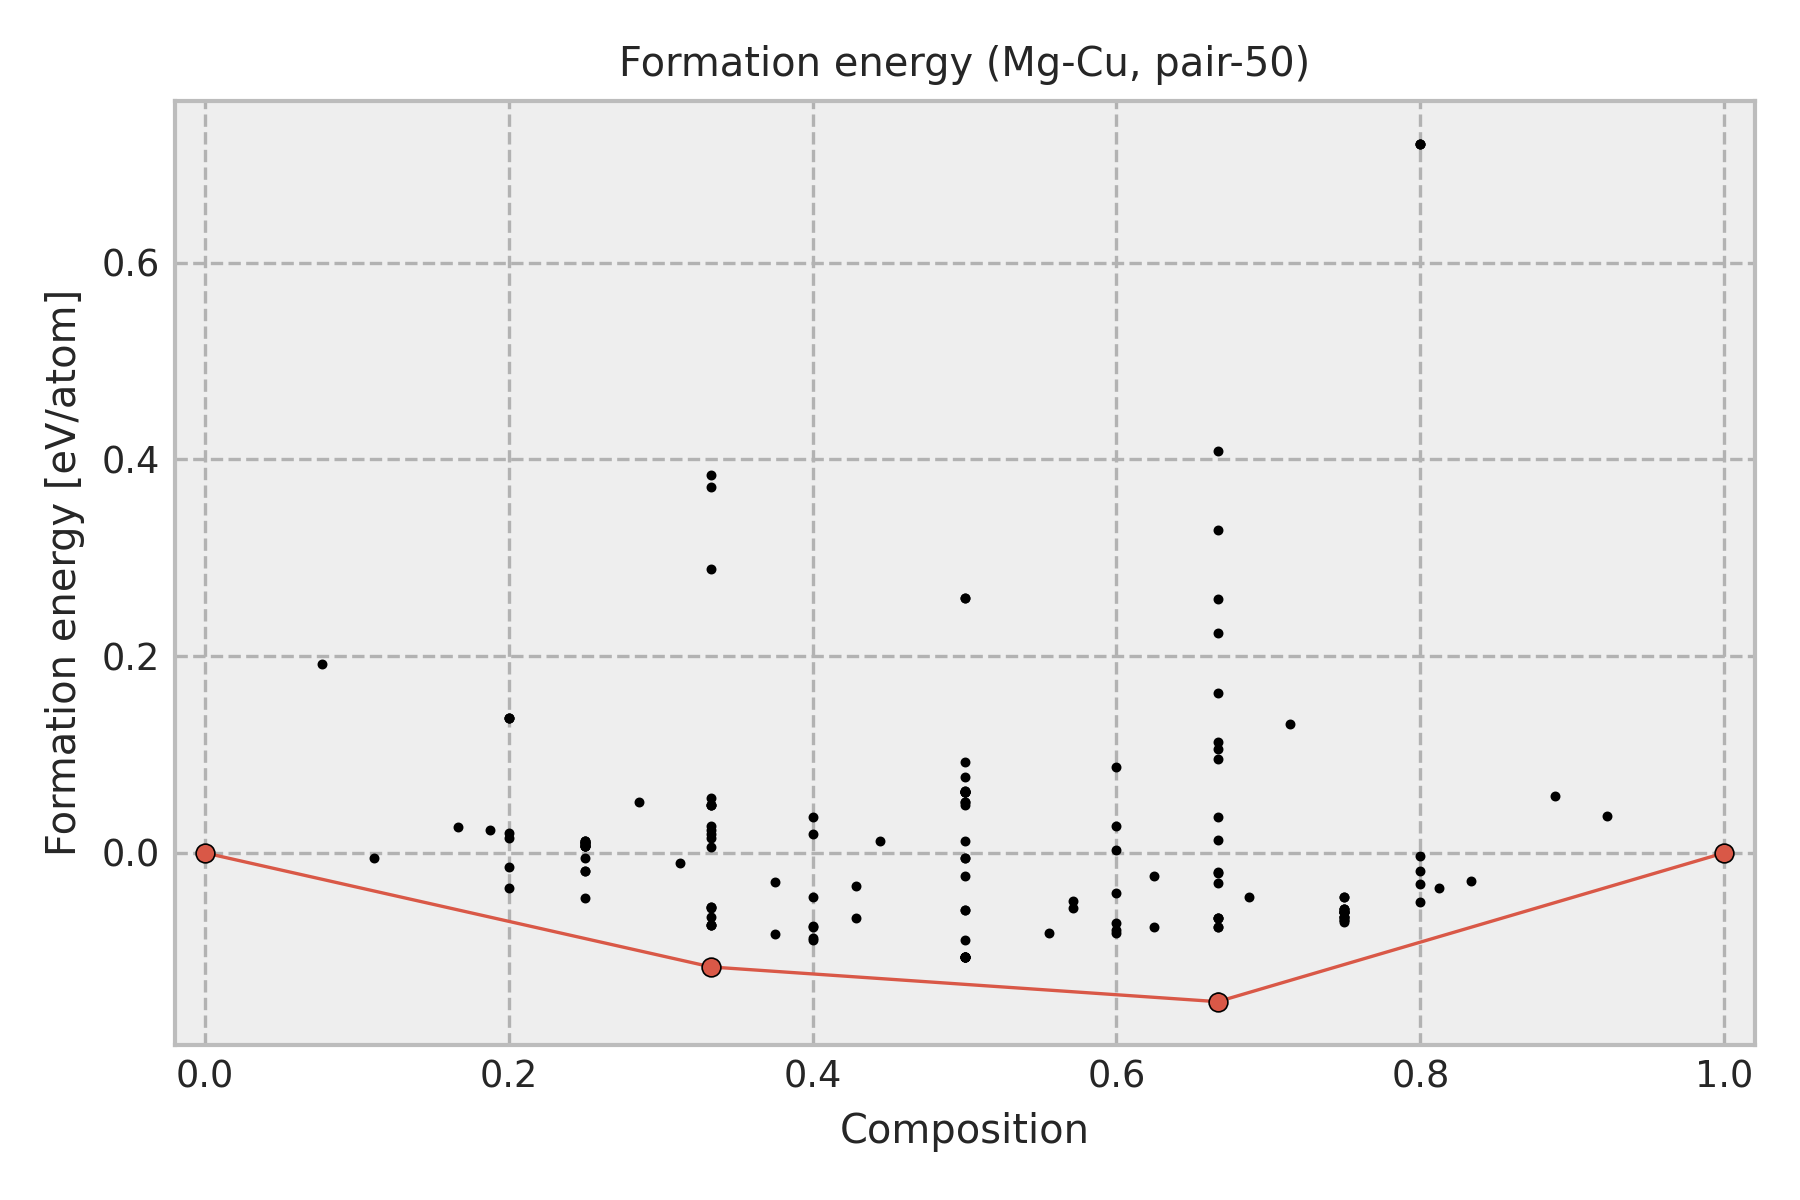 Formation energy (Mg-Cu, pair-50)
Formation energy [eV/atom]
0.6
0.4
0.2
0.0
0.0 0.2 0.4 0.6 0.8 1.0
Composition